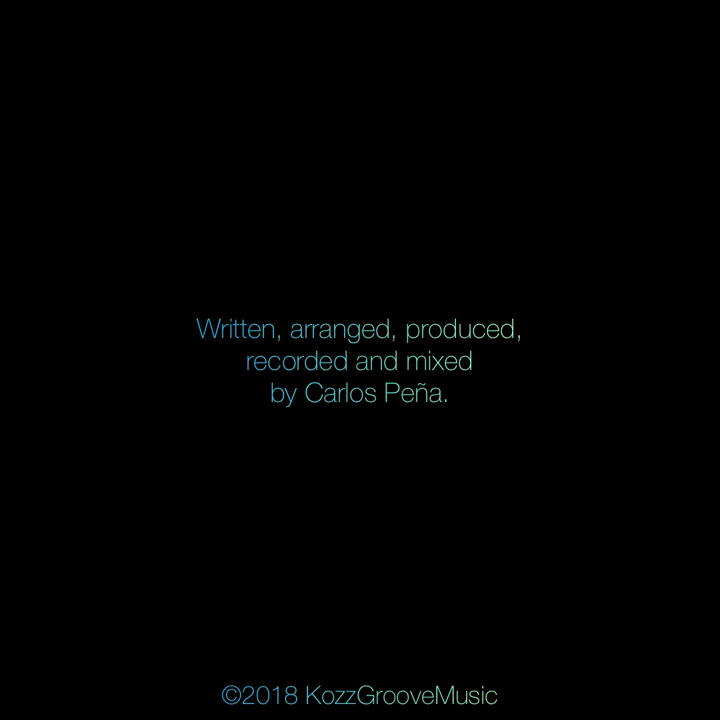 Written, arranged, produced,
recorded and mixed
by Carlos Peña.
©2018 KozzGrooveMusic